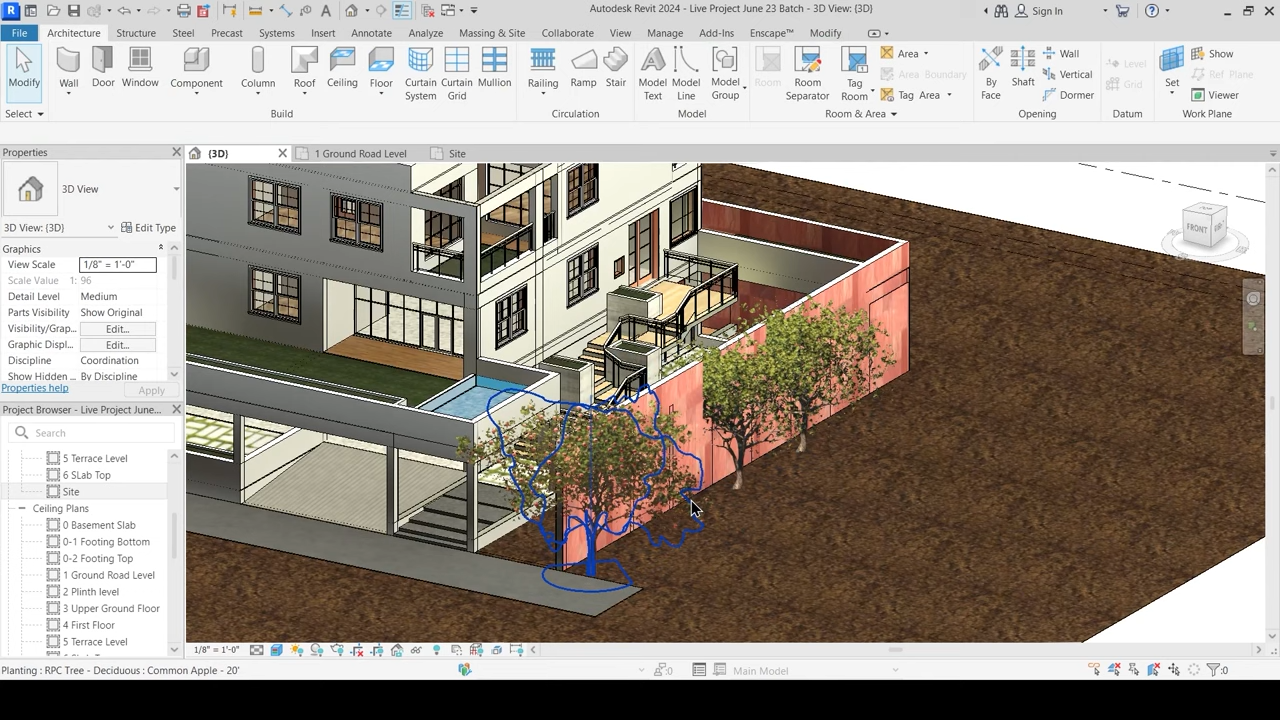 Autodesk Revit 2024 - Live Project June 23 Batch - 3D View: {3D}
Sign In
File Architecture Structure Steel Precast Systems Insert Annotate Analyze Massing & Site Collaborate View Manage Add-Ins Enscape™ Modify
Modify Wall Door Window Component Column Roof Ceiling Floor Curtain System Curtain Grid Mullion Railing Ramp Stair Model Text Model Line Model Group Room Room Separator Tag Room Area Area Boundary Tag Area By Face Shaft Wall Vertical Dormer Level Grid Set Show Ref Plane Viewer
Select Build Circulation Model Room & Area Opening Datum Work Plane
Properties
{3D} 1 Ground Road Level Site
3D View
3D View: {3D} Edit Type
Graphics
View Scale 1/8" = 1'-0"
Scale Value 1: 96
Detail Level Medium
Parts Visibility Show Original
Visibility/Grap... Edit...
Graphic Displ... Edit...
Discipline Coordination
Show Hidden By Discipline
Properties help Apply
Project Browser - Live Project June...
Search
5 Terrace Level
6 SLab Top
Site
Ceiling Plans
0 Basement Slab
0-1 Footing Bottom
0-2 Footing Top
1 Ground Road Level
2 Plinth level
3 Upper Ground Floor
4 First Floor
5 Terrace Level
FRONT
1/8" = 1'-0"
Planting : RPC Tree - Deciduous : Common Apple - 20'
:0
Main Model
:0